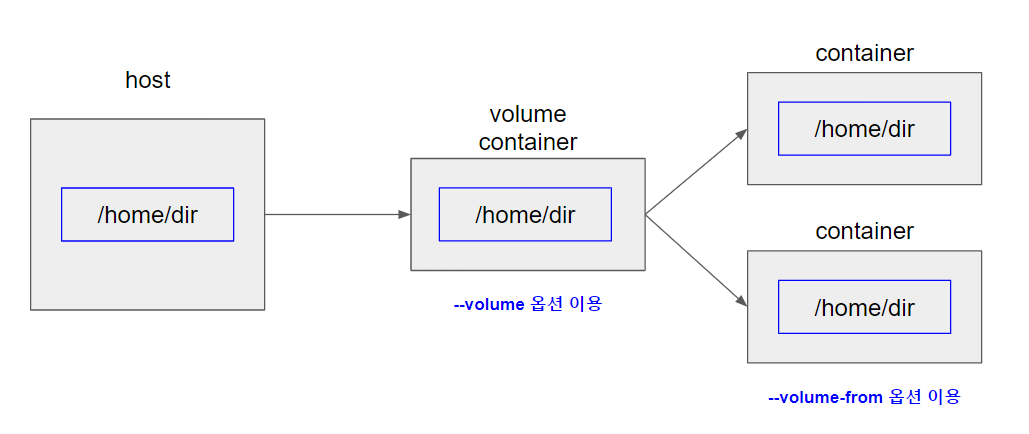 host
/home/dir
volume
container
/home/dir
--volume 옵션 이용
container
/home/dir
container
/home/dir
--volume-from 옵션 이용